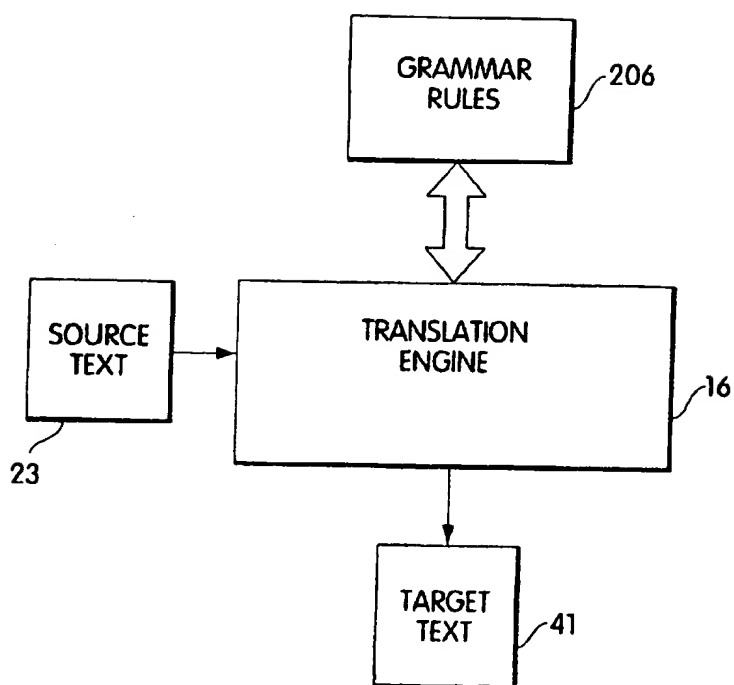 GRAMMAR
RULES
206
SOURCE
TEXT
23
TRANSLATION
ENGINE
16
TARGET
TEXT
41